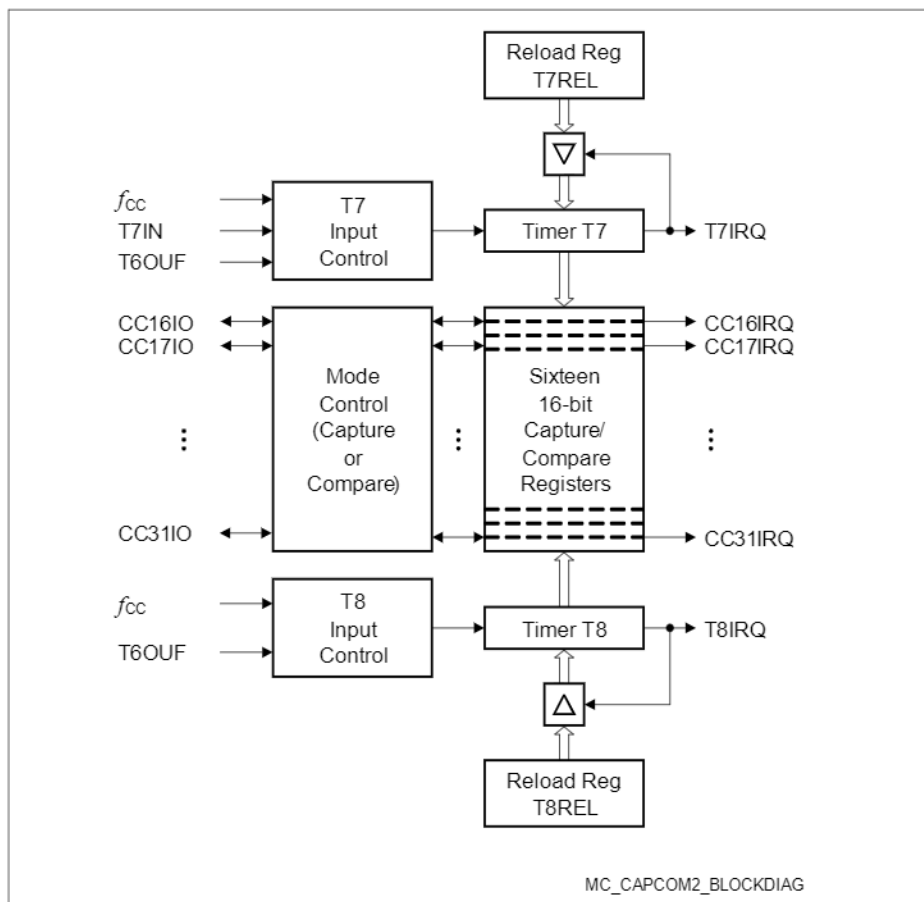 Reload Reg
T7REL
fCC
T7IN
T6OUF
T7
Input
Control
Timer T7
T7IRQ
CC16IO
CC17IO
CC16IRQ
CC17IRQ
Mode
Control
(Capture
or
Compare)
Sixteen
16-bit
Capture/
Compare
Registers
CC31IO
CC31IRQ
fCC
T6OUF
T8
Input
Control
Timer T8
T8IRQ
Reload Reg
T8REL
MC_CAPCOM2_BLOCKDIAG